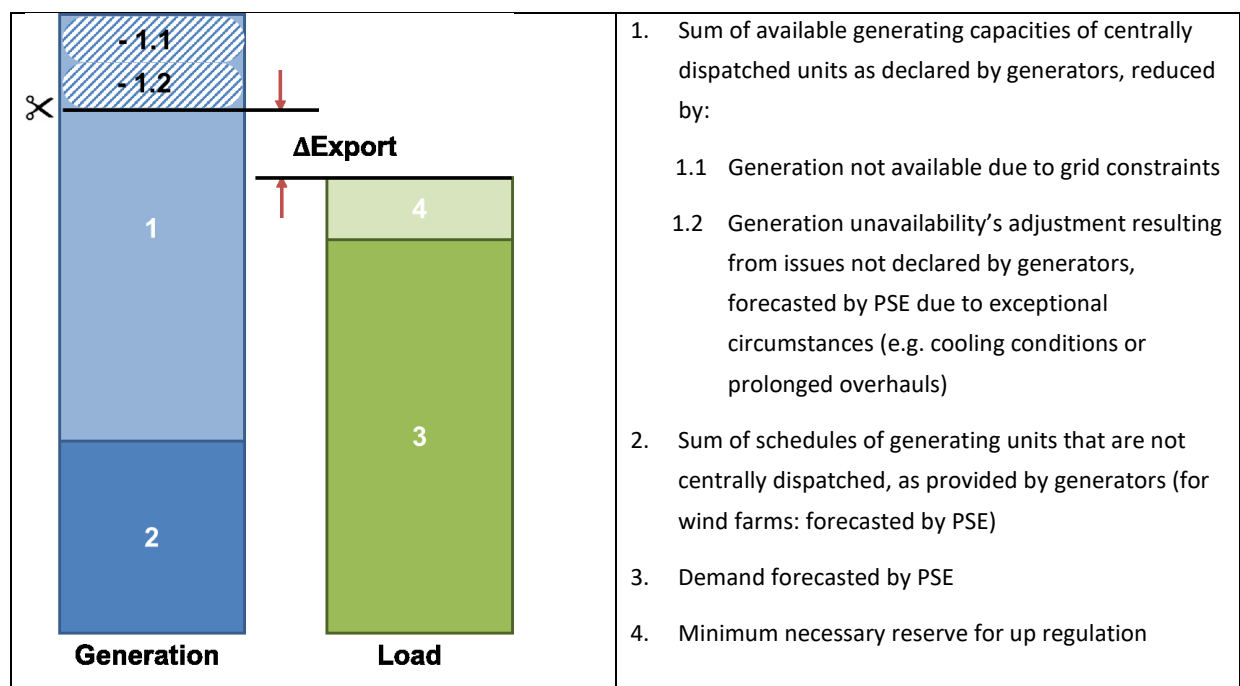 - 1.1
- 1.2
ΔExport
4
1
3
2
Generation
Load
1. Sum of available generating capacities of centrally
dispatched units as declared by generators, reduced
by:
1.1 Generation not available due to grid constraints
1.2 Generation unavailability’s adjustment resulting
from issues not declared by generators,
forecasted by PSE due to exceptional
circumstances (e.g. cooling conditions or
prolonged overhauls)
2. Sum of schedules of generating units that are not
centrally dispatched, as provided by generators (for
wind farms: forecasted by PSE)
3. Demand forecasted by PSE
4. Minimum necessary reserve for up regulation